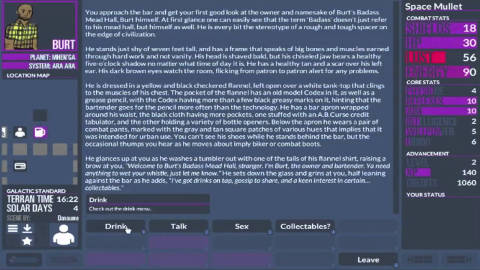 You approach the bar and get your first good look at the owner and namesake of Burt's Badass
Mead Hall, Burt himself. At first glance one can easily see that the term 'Badass' doesn't just refer
to his mead hall, but himself as well. He is every bit the stereotype of a rough and tough spacer on
the edge of civilization.
He stands just shy of seven feet tall, and has a frame that speaks of big bones and muscles earned
through hard work and not vanity. His head is shaved bald, but his chisled jaw bears a healthy
five-o'clock shadow no matter what time of day it is. He has a healthy tan and a scar over his left
ear. His dark brown eyes watch the room, flicking from patron to patron alert for any problems.
He is dressed in a yellow and black checkered flannel, left open over a white tank-top that clings
to the muscles of his chest. The pocket of the flannel has an old model Codex in it, as well as a
grease pencil, with the Codex having more than a few black greasy marks on it, hinting that the
bartender goes for the pencil more often than the technology. He has a bar apron wrapped
around his waist, the black cloth having more pockets, one stuffed with an A.B.Curse credit
tabulator, and the other holding a variety of bottle openers. Below the apron he wears a pair of
combat pants, marked with the gray and tan square patches of various hues that implies that it
was intended for urban use. You can't see his shoes while he stands behind the bar, but the
occasional thumps you hear as he moves about imply biker or combat boots.
He glances up at you as he washes a tumbler out with one of the tails of his flannel shirt, raising a
brow at you, "Welcome to Burt's Badass Mead Hall, stranger. I'm Burt, the owner and bartender. Ya need
anything to wet your whistle, just let me know." He sets down the glass and grins at you, half leaning
against the bar as he adds, "I've got drinks on tap, gossip to share, and a keen interest in certain...
collectables."
BURT
PLANET: MHEN'GA
SYSTEM: ARA ARA
LOCATION MAP
GALACTIC STANDARD
TERRAN TIME 16:22
SOLAR DAYS 4
SCENE BY:
Drink
Check out the drink menu.
Drink
Talk
Sex
Collectables?
Leave
Space Mullet
COMBAT STATS
SHIELDS 18
HP 30
LUST 56
ENERGY 90
CORE STATS
4
10
10
2
5
6
ADVANCEMENT
2
XP 140
1060
YOUR STATUS